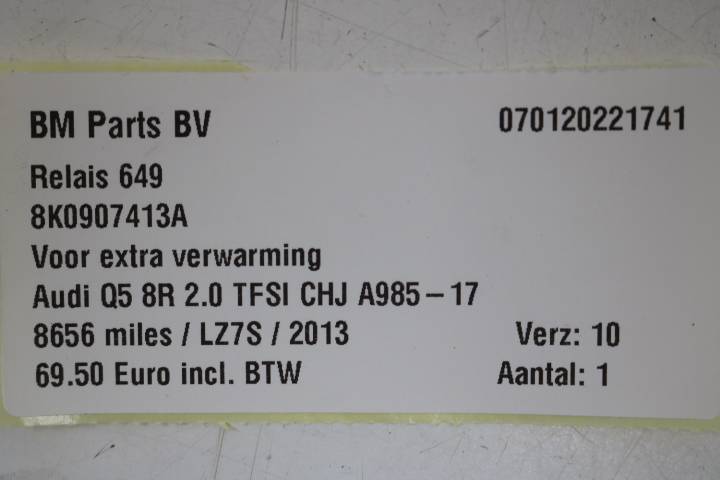 BM Parts BV 070120221741
Relais 649
8K0907413A
Voor extra verwarming
Audi Q5 8R 2.0 TFSI CHJ A985-17
8656 miles / LZ7S / 2013 Verz: 10
69.50 Euro incl. BTW Aantal: 1